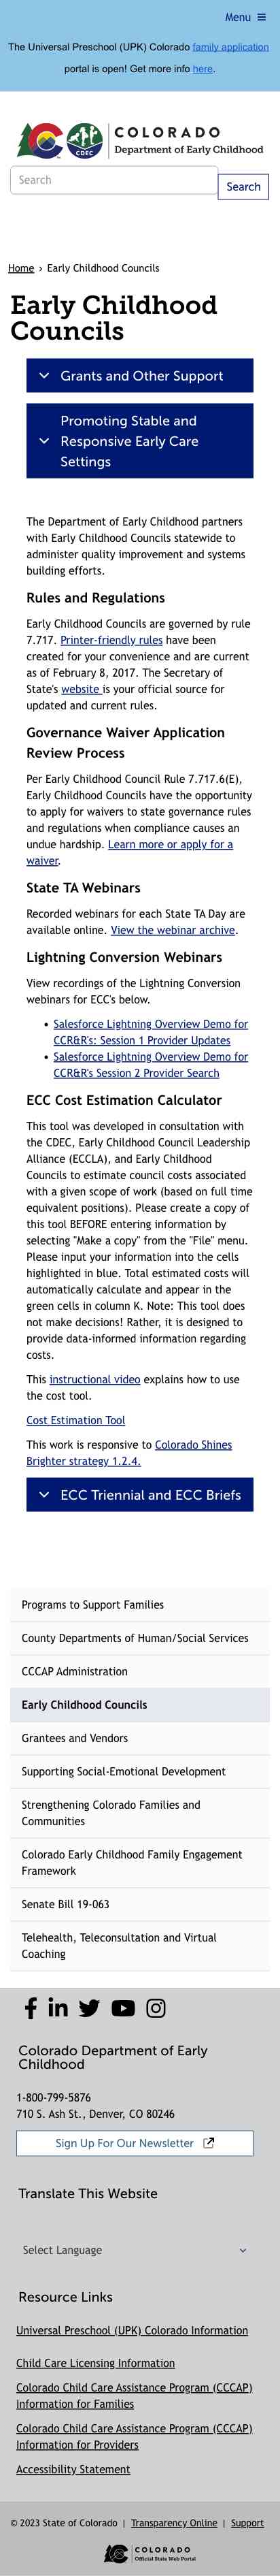 Menu
The Universal Preschool (UPK) Colorado family application
portal is open! Get more info here.
CDEC
COLORADO
Department of Early Childhood
Search
Search
Home › Early Childhood Councils
Early Childhood
Councils
Grants and Other Support
Promoting Stable and
Responsive Early Care
Settings
The Department of Early Childhood partners
with Early Childhood Councils statewide to
administer quality improvement and systems
building efforts.
Rules and Regulations
Early Childhood Councils are governed by rule
7.717. Printer-friendly rules have been
created for your convenience and are current
as of February 8, 2017. The Secretary of
State's website is your official source for
updated and current rules.
Governance Waiver Application
Review Process
Per Early Childhood Council Rule 7.717.6(E),
Early Childhood Councils have the opportunity
to apply for waivers to state governance rules
and regulations when compliance causes an
undue hardship. Learn more or apply for a
waiver.
State TA Webinars
Recorded webinars for each State TA Day are
available online. View the webinar archive.
Lightning Conversion Webinars
View recordings of the Lightning Conversion
webinars for ECC's below.
• Salesforce Lightning Overview Demo for
CCR&R's: Session 1 Provider Updates
• Salesforce Lightning Overview Demo for
CCR&R's Session 2 Provider Search
ECC Cost Estimation Calculator
This tool was developed in consultation with
the CDEC, Early Childhood Council Leadership
Alliance (ECCLA), and Early Childhood
Councils to estimate council costs associated
with a given scope of work (based on full time
equivalent positions). Please create a copy of
this tool BEFORE entering information by
selecting "Make a copy" from the "File" menu.
Please input your information into the cells
highlighted in blue. Total estimated costs will
automatically calculate and appear in the
green cells in column K. Note: This tool does
not make decisions! Rather, it is designed to
provide data-informed information regarding
costs.
This instructional video explains how to use
the cost tool.
Cost Estimation Tool
This work is responsive to Colorado Shines
Brighter strategy 1.2.4.
ECC Triennial and ECC Briefs
Programs to Support Families
County Departments of Human/Social Services
CCCAP Administration
Early Childhood Councils
Grantees and Vendors
Supporting Social-Emotional Development
Strengthening Colorado Families and
Communities
Colorado Early Childhood Family Engagement
Framework
Senate Bill 19-063
Telehealth, Teleconsultation and Virtual
Coaching
Colorado Department of Early
Childhood
1-800-799-5876
710 S. Ash St., Denver, CO 80246
Sign Up For Our Newsletter
Translate This Website
Select Language
Resource Links
Universal Preschool (UPK) Colorado Information
Child Care Licensing Information
Colorado Child Care Assistance Program (CCCAP)
Information for Families
Colorado Child Care Assistance Program (CCCAP)
Information for Providers
Accessibility Statement
© 2023 State of Colorado | Transparency Online | Support
COLORADO
Official State Web Portal